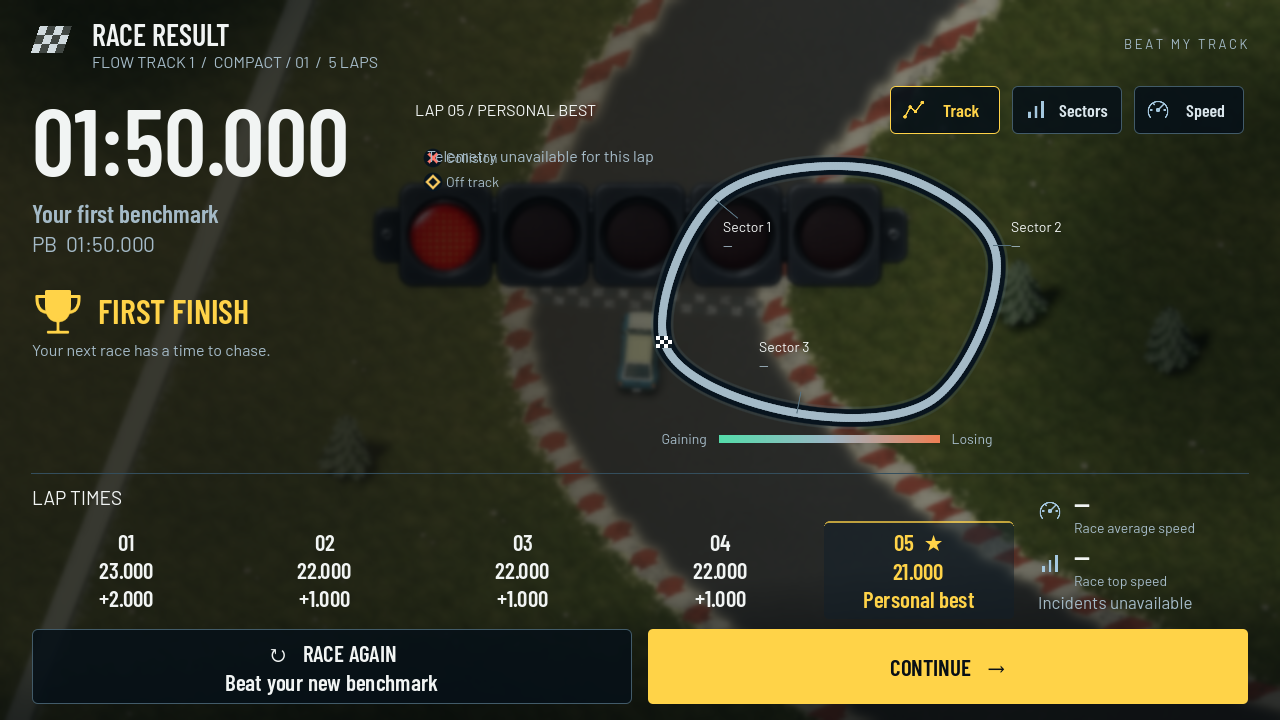 RACE RESULT
FLOW TRACK 1 / COMPACT / 01 / 5 LAPS
BEAT MY TRACK
01:50.000
Your first benchmark
PB 01:50.000
FIRST FINISH
Your next race has a time to chase.
LAP 05 / PERSONAL BEST
Track
Sectors
Speed
Telemetry unavailable for this lap
Collision
Off track
Sector 1
–
Sector 2
–
Sector 3
–
Gaining
Losing
LAP TIMES
01
23.000
+2.000
02
22.000
+1.000
03
22.000
+1.000
04
22.000
+1.000
05 ★
21.000
Personal best
–
Race average speed
–
Race top speed
Incidents unavailable
↻ RACE AGAIN
Beat your new benchmark
CONTINUE →